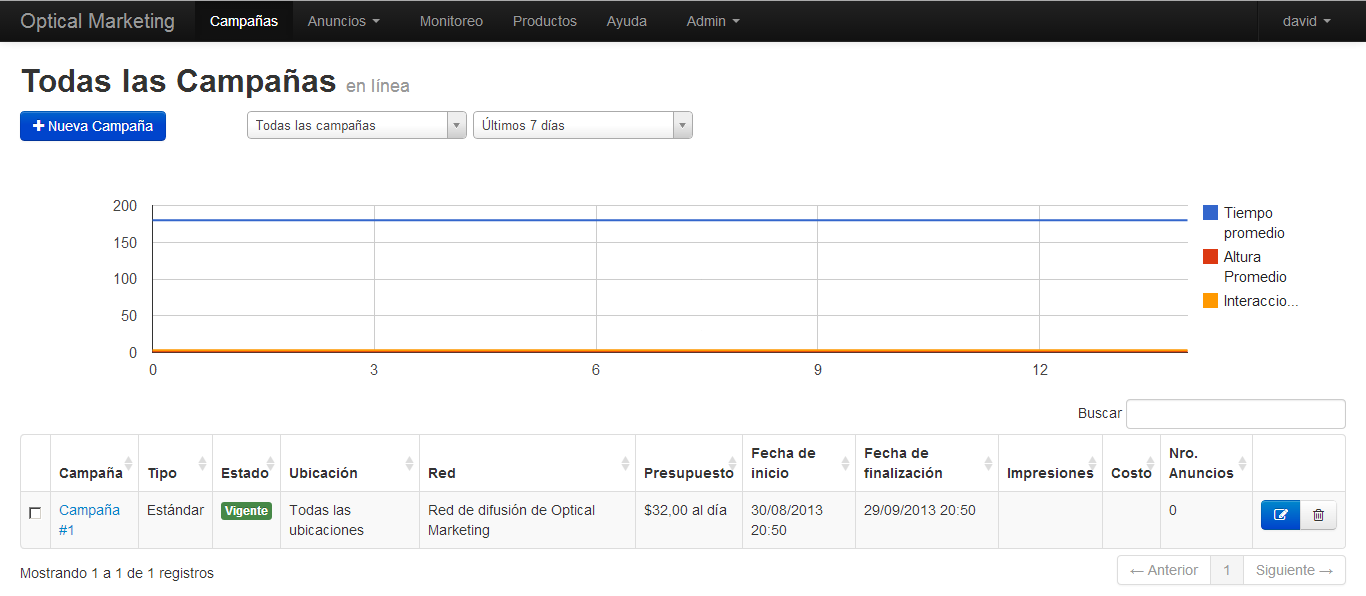 Optical Marketing Campañas Anuncios Monitoreo Productos Ayuda Admin david
Todas las Campañas en línea
Nueva Campaña Todas las campañas Últimos 7 días
200
150
100
50
0
0 3 6 9 12
Tiempo
promedio
Altura
Promedio
Interaccio...
Buscar
Campaña Tipo Estado Ubicación Red Presupuesto Fecha de inicio Fecha de finalización Impresiones Costo Nro. Anuncios
Campaña #1 Estándar Vigente Todas las ubicaciones Red de difusión de Optical Marketing $32,00 al día 30/08/2013 20:50 29/09/2013 20:50 0
Mostrando 1 a 1 de 1 registros
← Anterior 1 Siguiente →